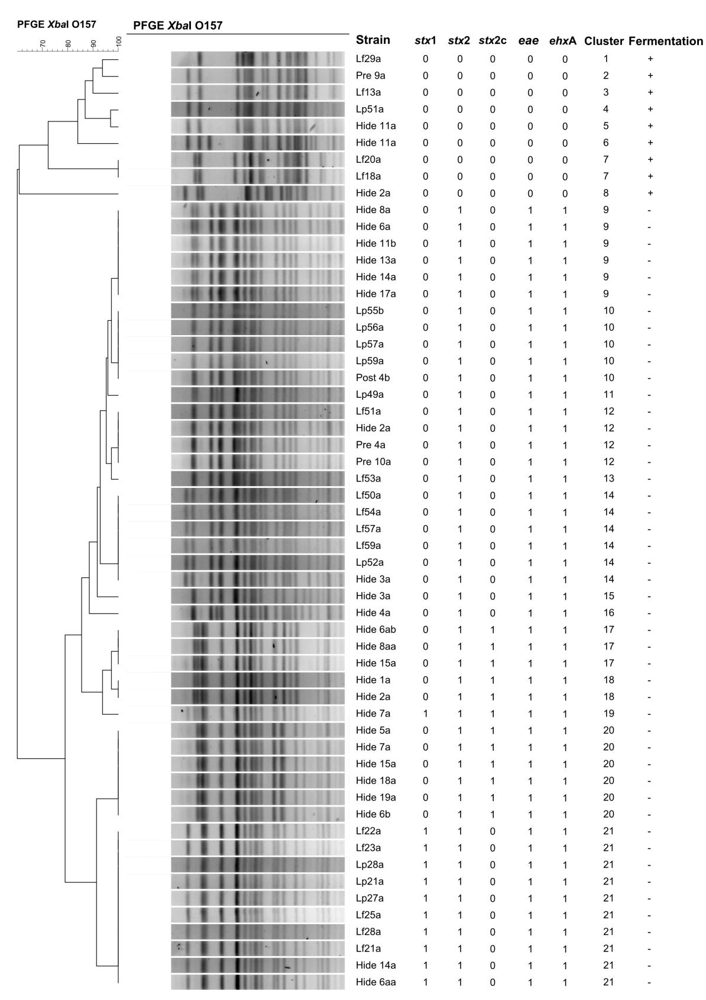 PFGE XbaI O157
PFGE XbaI O157
70 80 90 100
Strain stx1 stx2 stx2c eae ehxA Cluster Fermentation
Lf29a 0 0 0 0 0 1 +
Pre 9a 0 0 0 0 0 2 +
Lf13a 0 0 0 0 0 3 +
Lp51a 0 0 0 0 0 4 +
Hide 11a 0 0 0 0 0 5 +
Hide 11a 0 0 0 0 0 6 +
Lf20a 0 0 0 0 0 7 +
Lf18a 0 0 0 0 0 7 +
Hide 2a 0 0 0 0 0 8 +
Hide 8a 0 1 0 1 1 9 -
Hide 6a 0 1 0 1 1 9 -
Hide 11b 0 1 0 1 1 9 -
Hide 13a 0 1 0 1 1 9 -
Hide 14a 0 1 0 1 1 9 -
Hide 17a 0 1 0 1 1 9 -
Lp55b 0 1 0 1 1 10 -
Lp56a 0 1 0 1 1 10 -
Lp57a 0 1 0 1 1 10 -
Lp59a 0 1 0 1 1 10 -
Post 4b 0 1 0 1 1 10 -
Lp49a 0 1 0 1 1 11 -
Lf51a 0 1 0 1 1 12 -
Hide 2a 0 1 0 1 1 12 -
Pre 4a 0 1 0 1 1 12 -
Pre 10a 0 1 0 1 1 12 -
Lf53a 0 1 0 1 1 13 -
Lf50a 0 1 0 1 1 14 -
Lf54a 0 1 0 1 1 14 -
Lf57a 0 1 0 1 1 14 -
Lf59a 0 1 0 1 1 14 -
Lp52a 0 1 0 1 1 14 -
Hide 3a 0 1 0 1 1 14 -
Hide 3a 0 1 0 1 1 15 -
Hide 4a 0 1 0 1 1 16 -
Hide 6ab 0 1 1 1 1 17 -
Hide 8aa 0 1 1 1 1 17 -
Hide 15a 0 1 1 1 1 17 -
Hide 1a 0 1 1 1 1 18 -
Hide 2a 0 1 1 1 1 18 -
Hide 7a 1 1 1 1 1 19 -
Hide 5a 0 1 1 1 1 20 -
Hide 7a 0 1 1 1 1 20 -
Hide 15a 0 1 1 1 1 20 -
Hide 18a 0 1 1 1 1 20 -
Hide 19a 0 1 1 1 1 20 -
Hide 6b 0 1 1 1 1 20 -
Lf22a 1 1 0 1 1 21 -
Lf23a 1 1 0 1 1 21 -
Lp28a 1 1 0 1 1 21 -
Lp21a 1 1 0 1 1 21 -
Lp27a 1 1 0 1 1 21 -
Lf25a 1 1 0 1 1 21 -
Lf28a 1 1 0 1 1 21 -
Lf21a 1 1 0 1 1 21 -
Hide 14a 1 1 0 1 1 21 -
Hide 6aa 1 1 0 1 1 21 -